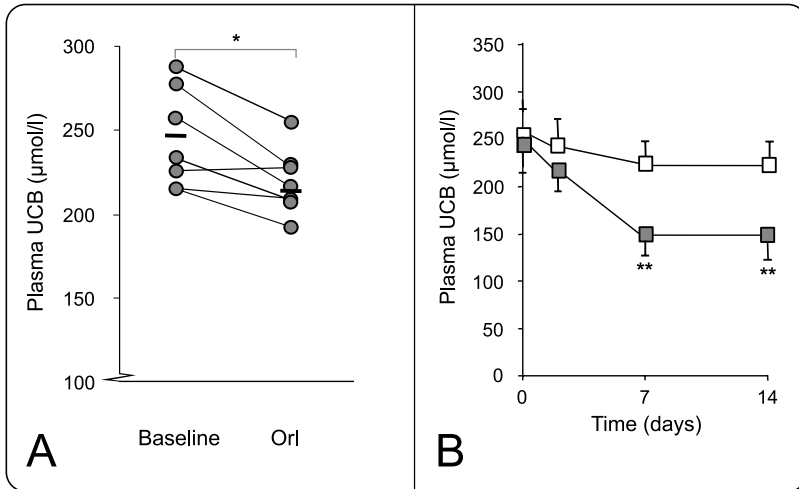 *
300
250
200
150
100
Plasma UCB (μmol/l)
Baseline
Orl
A
350
300
250
200
150
100
50
0
Plasma UCB (μmol/l)
**
**
0
7
14
Time (days)
B